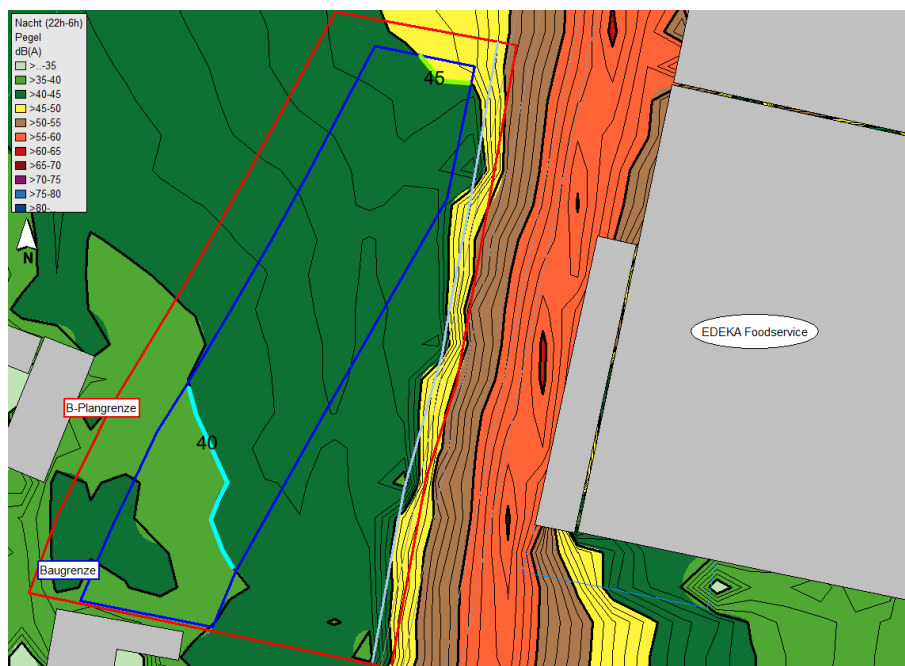 Nacht (22h-6h)
Pegel
dB(A)
>..-35
>35-40
>40-45
>45-50
>50-55
>55-60
>60-65
>65-70
>70-75
>75-80
>80-
N
45
EDEKA Foodservice
B-Plangrenze
40
Baugrenze